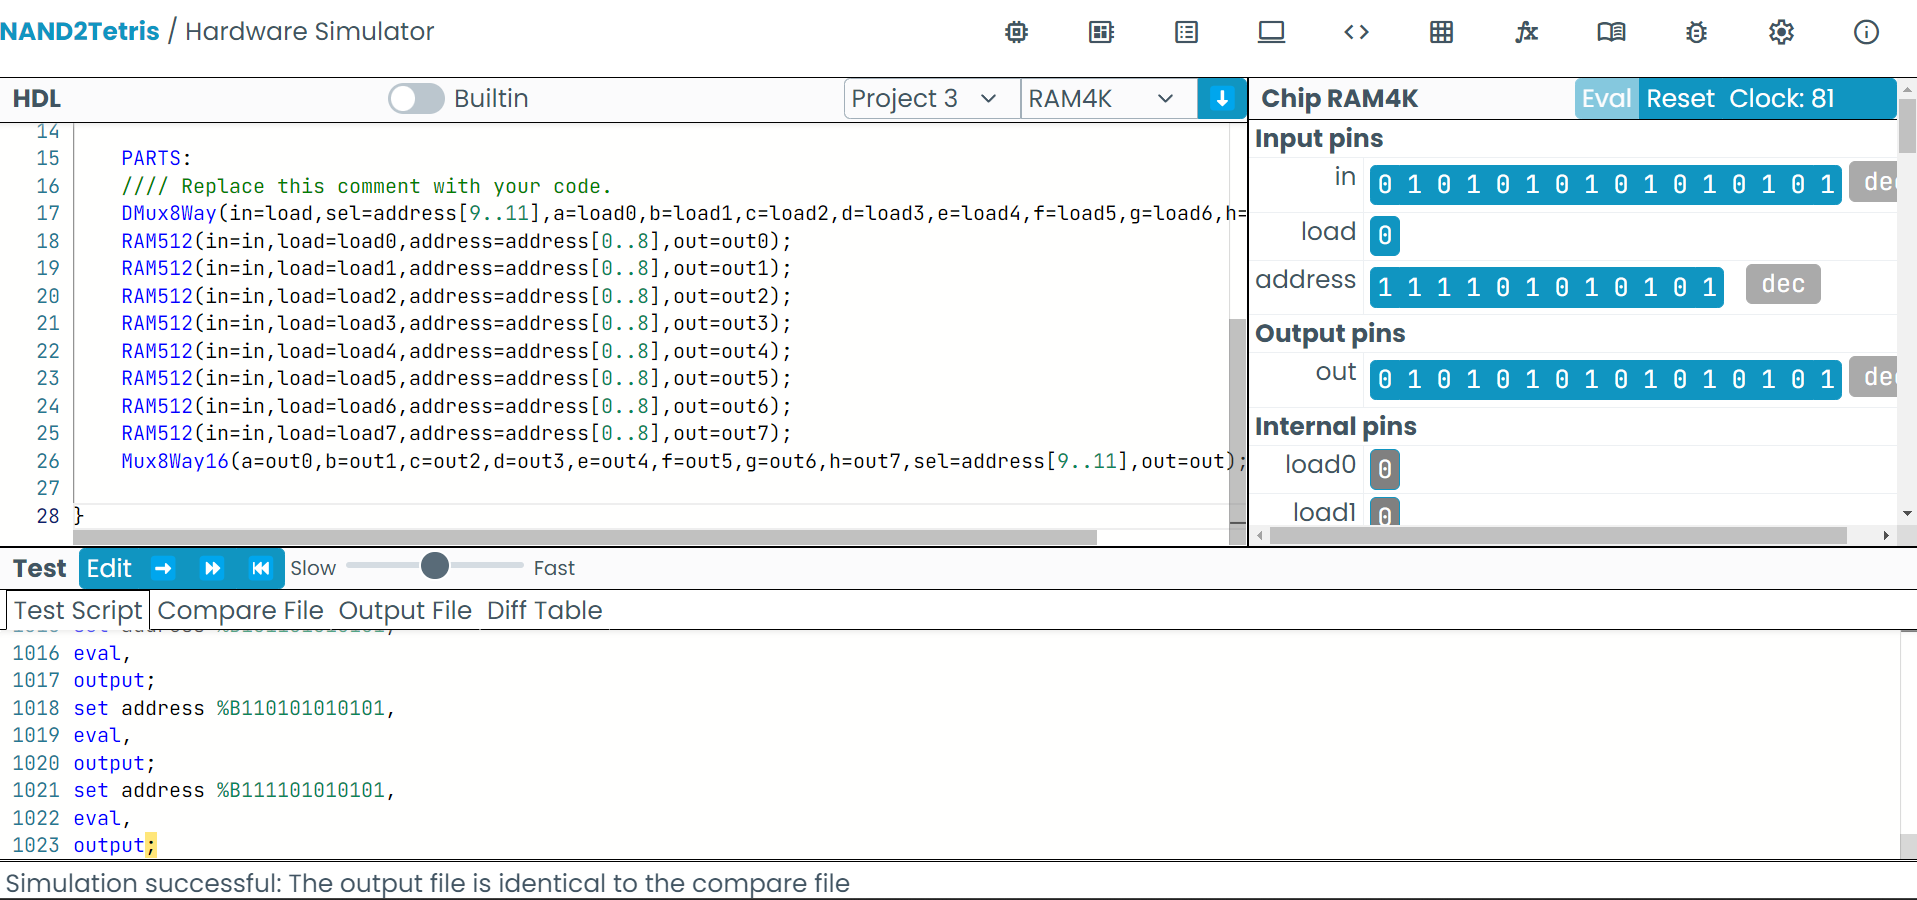 NAND2Tetris / Hardware Simulator
HDL Builtin Project 3 RAM4K
14
15 PARTS:
16 //// Replace this comment with your code.
17 DMux8Way(in=load,sel=address[9..11],a=load0,b=load1,c=load2,d=load3,e=load4,f=load5,g=load6,h=
18 RAM512(in=in,load=load0,address=address[0..8],out=out0);
19 RAM512(in=in,load=load1,address=address[0..8],out=out1);
20 RAM512(in=in,load=load2,address=address[0..8],out=out2);
21 RAM512(in=in,load=load3,address=address[0..8],out=out3);
22 RAM512(in=in,load=load4,address=address[0..8],out=out4);
23 RAM512(in=in,load=load5,address=address[0..8],out=out5);
24 RAM512(in=in,load=load6,address=address[0..8],out=out6);
25 RAM512(in=in,load=load7,address=address[0..8],out=out7);
26 Mux8Way16(a=out0,b=out1,c=out2,d=out3,e=out4,f=out5,g=out6,h=out7,sel=address[9..11],out=out);
27
28 }
Chip RAM4K Eval Reset Clock: 81
Input pins
in 0 1 0 1 0 1 0 1 0 1 0 1 0 1 0 1 dec
load 0
address 1 1 1 1 0 1 0 1 0 1 0 1 dec
Output pins
out 0 1 0 1 0 1 0 1 0 1 0 1 0 1 0 1 dec
Internal pins
load0 0
load1 0
Test Edit Slow Fast
Test Script Compare File Output File Diff Table
1016 eval,
1017 output;
1018 set address %B110101010101,
1019 eval,
1020 output;
1021 set address %B111101010101,
1022 eval,
1023 output;
Simulation successful: The output file is identical to the compare file